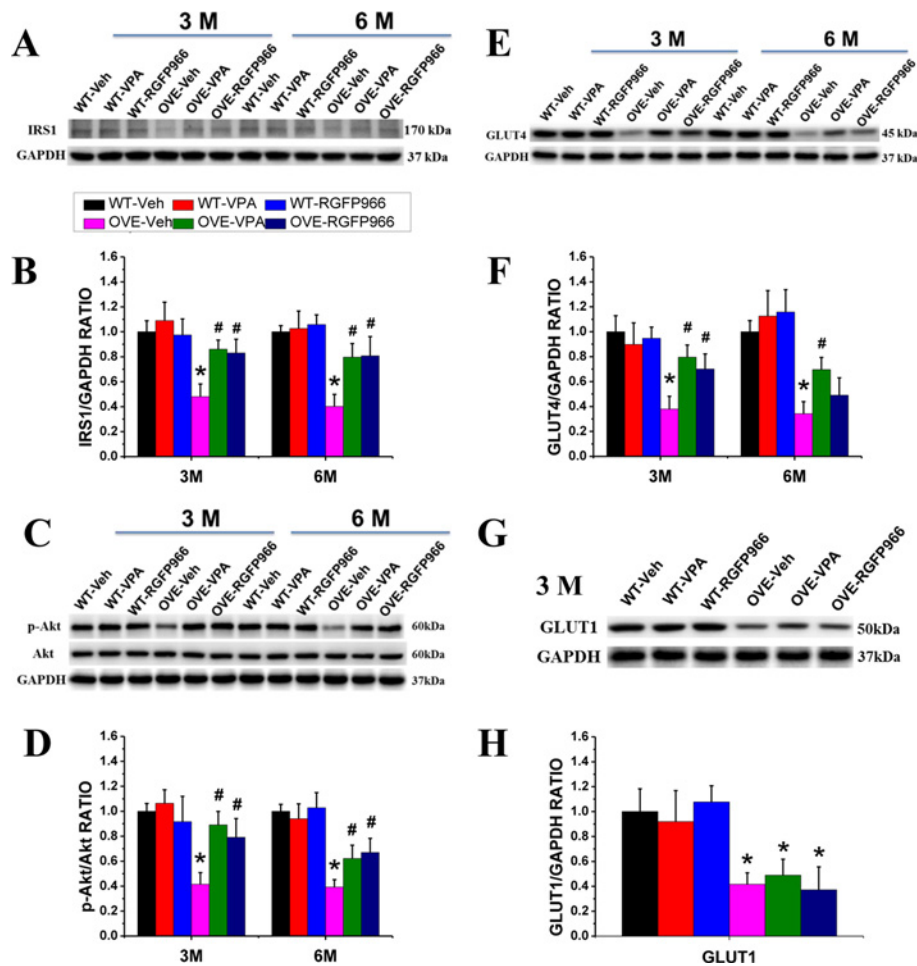 A
3 M
6 M
WT-Veh
WT-VPA
WT-RGFP966
OVE-Veh
OVE-VPA
OVE-RGFP966
WT-Veh
WT-VPA
WT-RGFP966
OVE-Veh
OVE-VPA
OVE-RGFP966
IRS1
170 kDa
GAPDH
37 kDa
WT-Veh WT-VPA WT-RGFP966
OVE-Veh OVE-VPA OVE-RGFP966
B
IRS1/GAPDH RATIO
1.6
1.4
1.2
1.0
0.8
0.6
0.4
0.2
0.0
* # #
* # #
3M
6M
C
3 M
6 M
WT-Veh
WT-VPA
WT-RGFP966
OVE-Veh
OVE-VPA
OVE-RGFP966
WT-Veh
WT-VPA
WT-RGFP966
OVE-Veh
OVE-VPA
OVE-RGFP966
p-Akt
60kDa
Akt
60kDa
GAPDH
37kDa
D
p-Akt/Akt RATIO
1.6
1.4
1.2
1.0
0.8
0.6
0.4
0.2
0.0
* # #
* # #
3M
6M
E
3 M
6 M
WT-Veh
WT-VPA
WT-RGFP966
OVE-Veh
OVE-VPA
OVE-RGFP966
WT-Veh
WT-VPA
WT-RGFP966
OVE-Veh
OVE-VPA
OVE-RGFP966
GLUT4
45 kDa
GAPDH
37 kDa
F
GLUT4/GAPDH RATIO
1.6
1.4
1.2
1.0
0.8
0.6
0.4
0.2
0.0
* # #
* #
3M
6M
G
3 M
WT-Veh
WT-VPA
WT-RGFP966
OVE-Veh
OVE-VPA
OVE-RGFP966
GLUT1
50kDa
GAPDH
37kDa
H
GLUT1/GAPDH RATIO
1.6
1.4
1.2
1.0
0.8
0.6
0.4
0.2
0.0
* * *
GLUT1